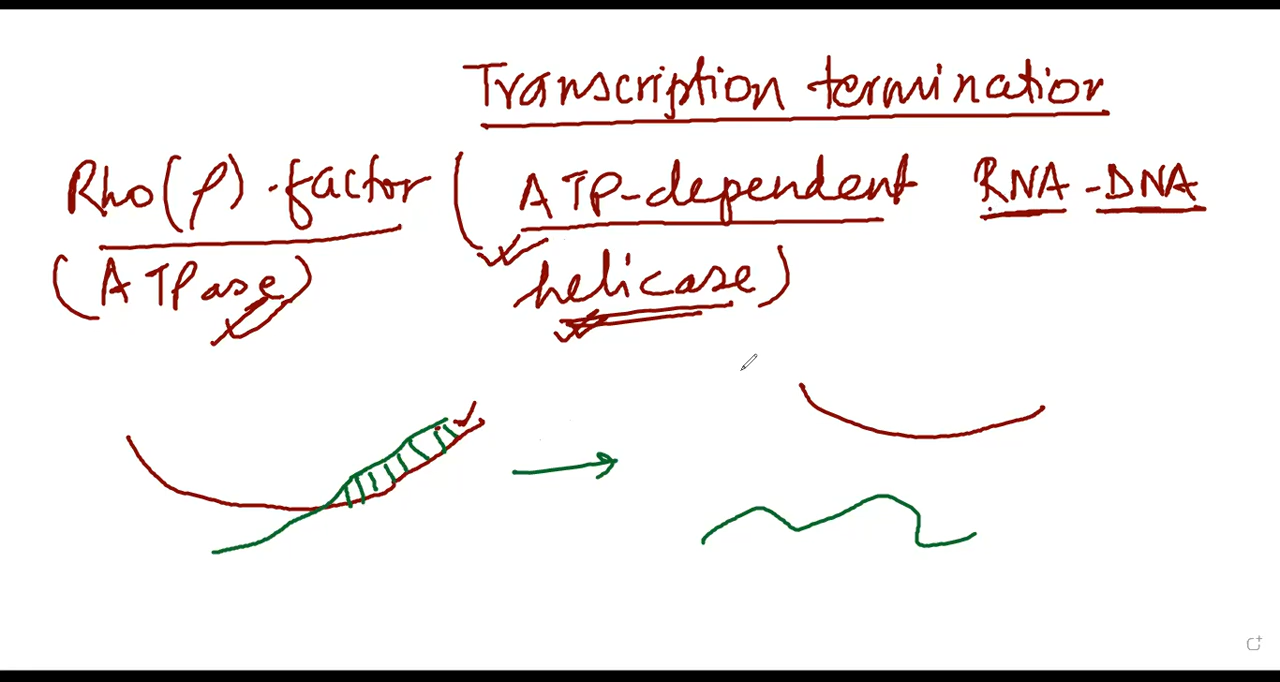 Transcription termination
Rho(ρ)-factor ( ATP-dependent RNA-DNA
(ATPase) helicase)